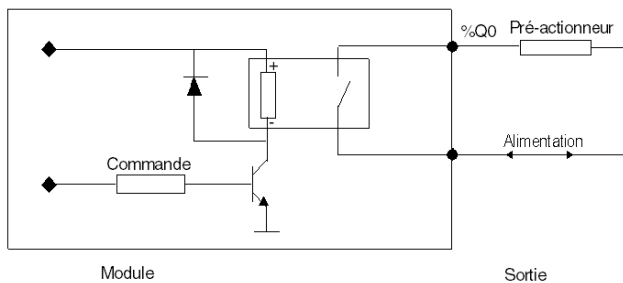 %Q0
Pré-actionneur
+
-
Alimentation
Commande
Module
Sortie